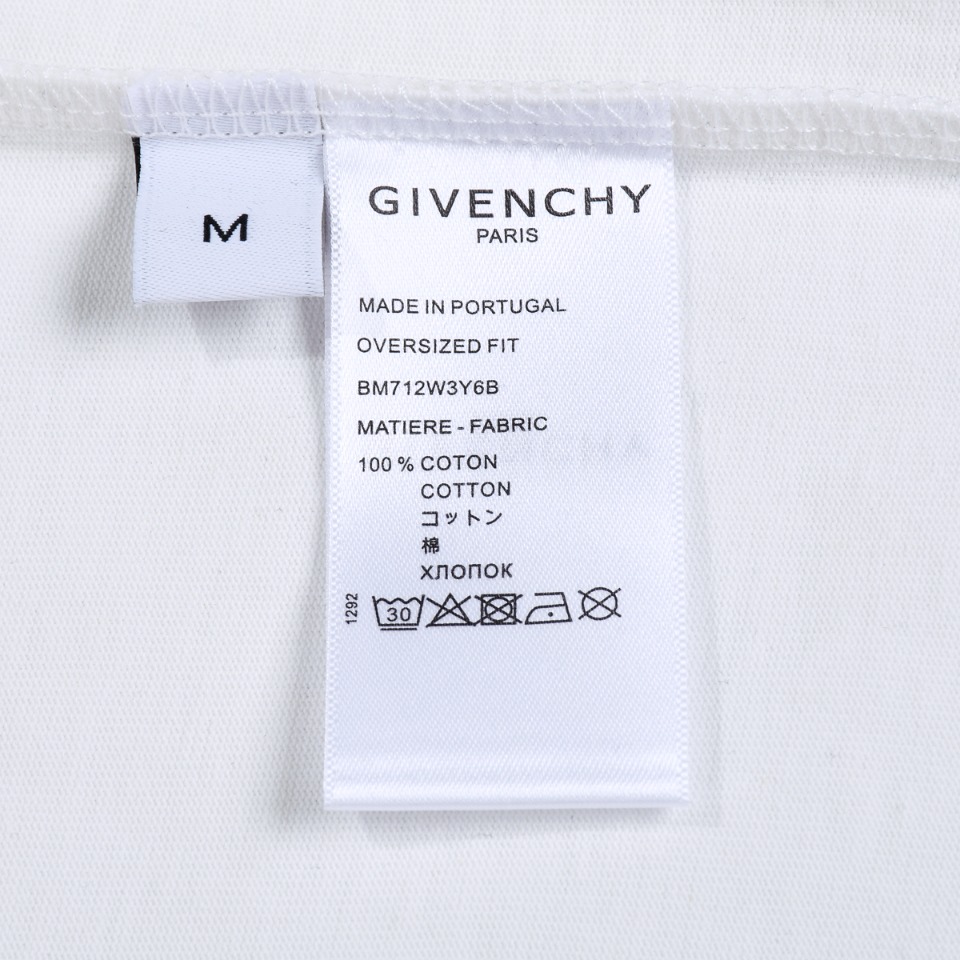 GIVENCHY
PARIS
M
MADE IN PORTUGAL
OVERSIZED FIT
BM712W3Y6B
MATIERE - FABRIC
100 % COTON
COTTON
コットン
棉
ХЛОПОК
1292
30